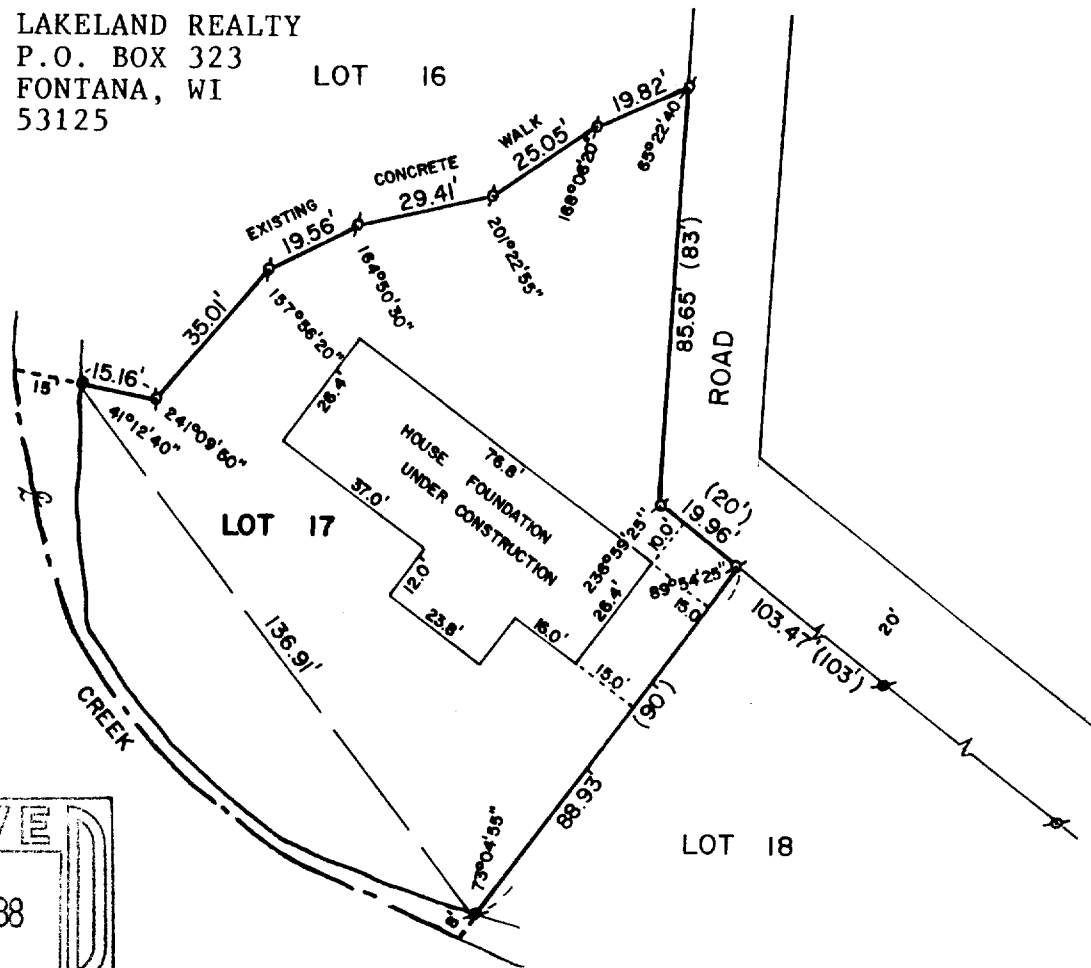 LAKELAND REALTY
P.O. BOX 323
FONTANA, WI
53125
LOT 16
19.82'
65°22'40"
WALK
25.05'
168°06'20"
CONCRETE
29.41'
201°22'55"
EXISTING
19.56'
164°50'30"
35.01'
157°56'20"
15'
15.16'
41°12'40"
241°09'50"
85.65' (83')
ROAD
26.4'
76.8'
HOUSE FOUNDATION
UNDER CONSTRUCTION
37.0'
12.0'
23.8'
16.0'
26.4'
LOT 17
236°59'25"
10.0'
(20')
19.96'
89°54'25"
15.0'
15.0'
103.47' (103')
20'
136.91'
(90')
88.93'
73°04'55"
8'
CREEK
LOT 18
VE D
88